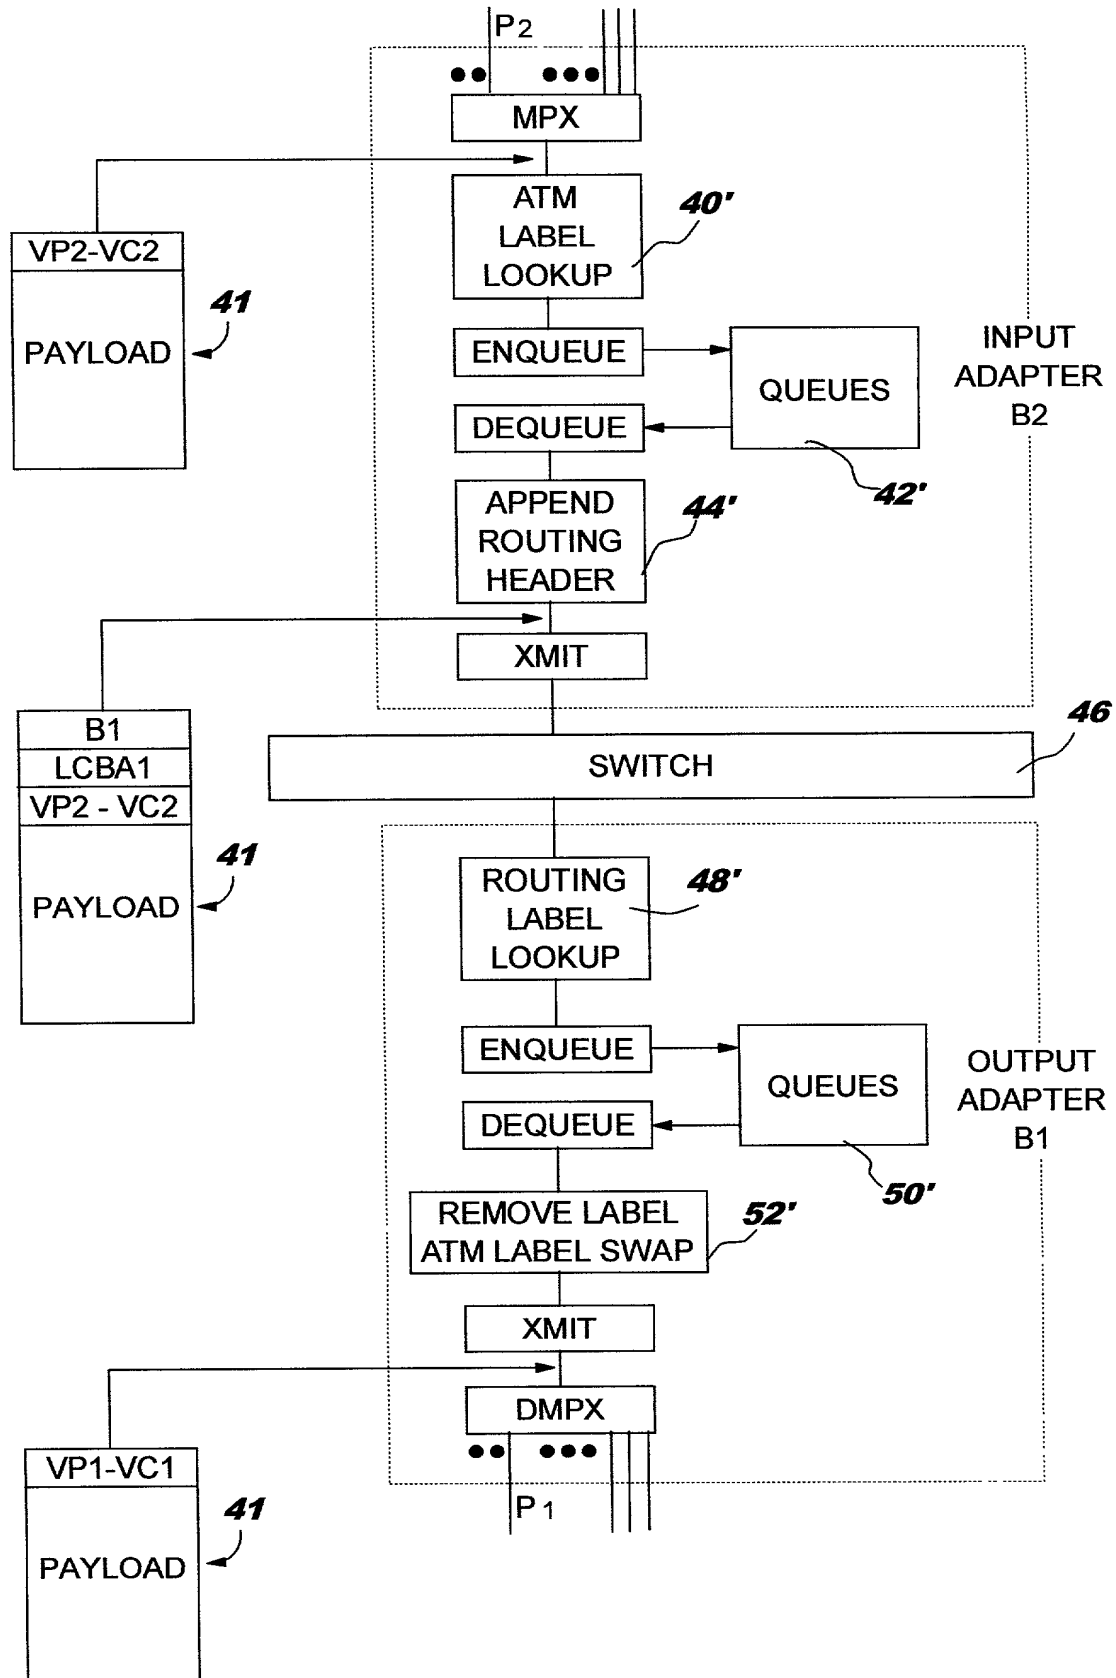 P2
MPX
ATM
LABEL
LOOKUP
40'
VP2-VC2
PAYLOAD
41
ENQUEUE
QUEUES
DEQUEUE
42'
INPUT
ADAPTER
B2
APPEND
ROUTING
HEADER
44'
XMIT
B1
LCBA1
VP2 - VC2
PAYLOAD
41
SWITCH
46
ROUTING
LABEL
LOOKUP
48'
ENQUEUE
QUEUES
DEQUEUE
50'
OUTPUT
ADAPTER
B1
REMOVE LABEL
ATM LABEL SWAP
52'
XMIT
DMPX
P1
VP1-VC1
PAYLOAD
41